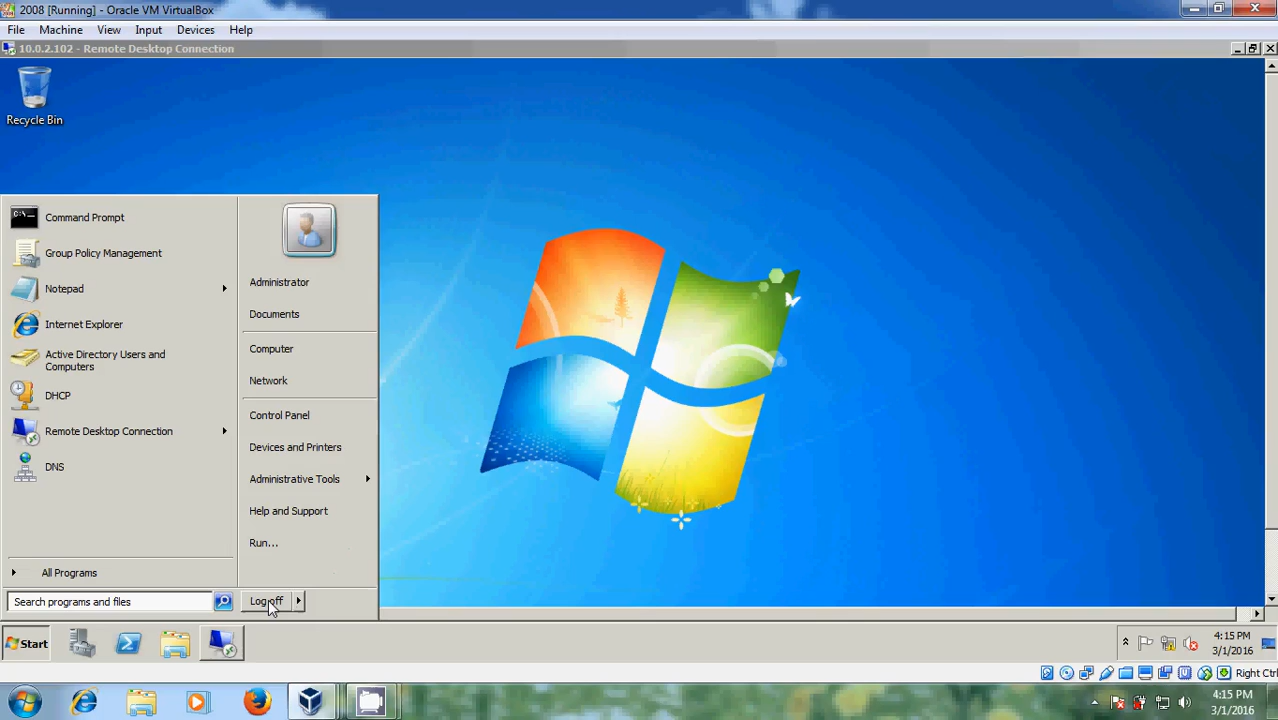 2008 [Running] - Oracle VM VirtualBox
File Machine View Input Devices Help
10.0.2.102 - Remote Desktop Connection
Recycle Bin
Command Prompt
Group Policy Management
Notepad
Internet Explorer
Active Directory Users and
Computers
DHCP
Remote Desktop Connection
DNS
All Programs
Search programs and files
Administrator
Documents
Computer
Network
Control Panel
Devices and Printers
Administrative Tools
Help and Support
Run...
Log off
Start
4:15 PM
3/1/2016
Right Ctrl
4:15 PM
3/1/2016